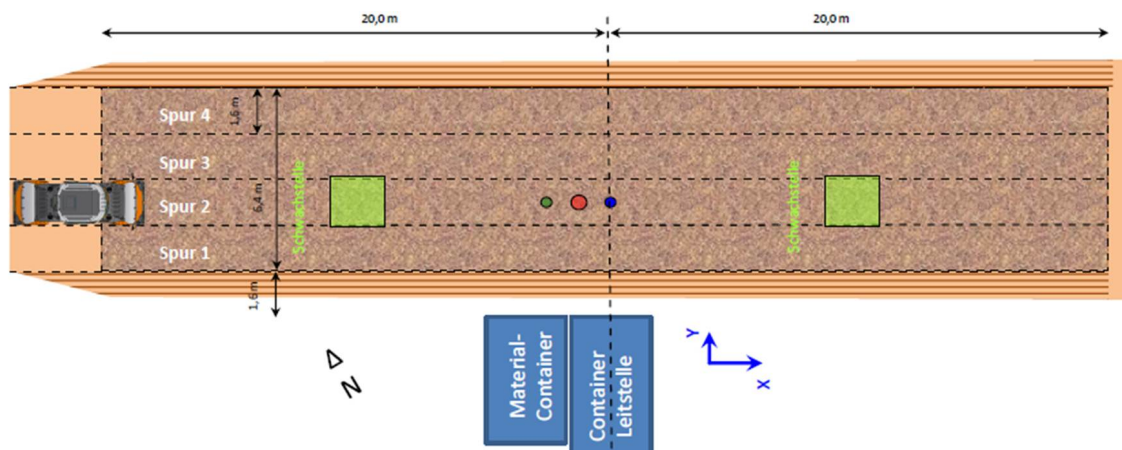 20,0 m
20,0 m
Spur 4
1,6 m
Spur 3
Schwachstelle
Schwachstelle
6,4 m
Spur 2
Spur 1
1,6 m
N
Material-
Container
Container
Leitstelle
Y
X